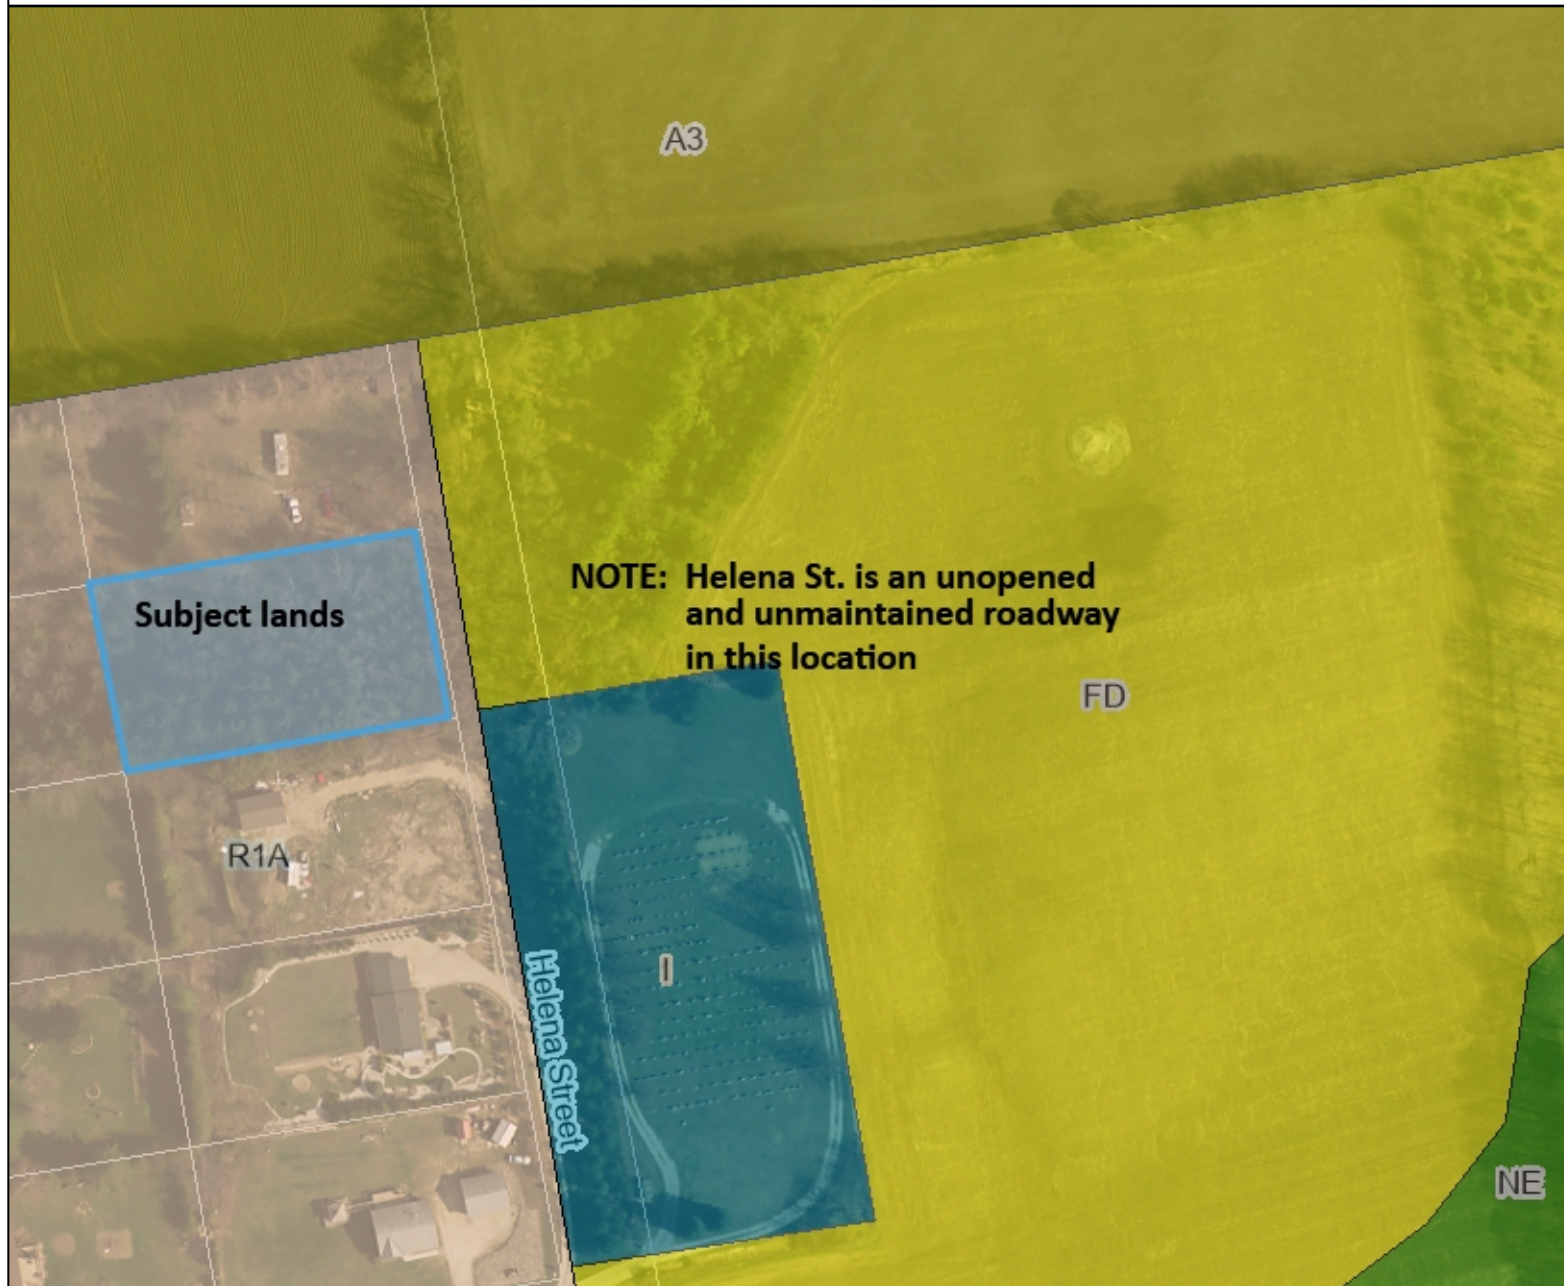 A3
NOTE: Helena St. is an unopened
and unmaintained roadway
in this location
Subject lands
FD
R1A
I
Helena Street
NE